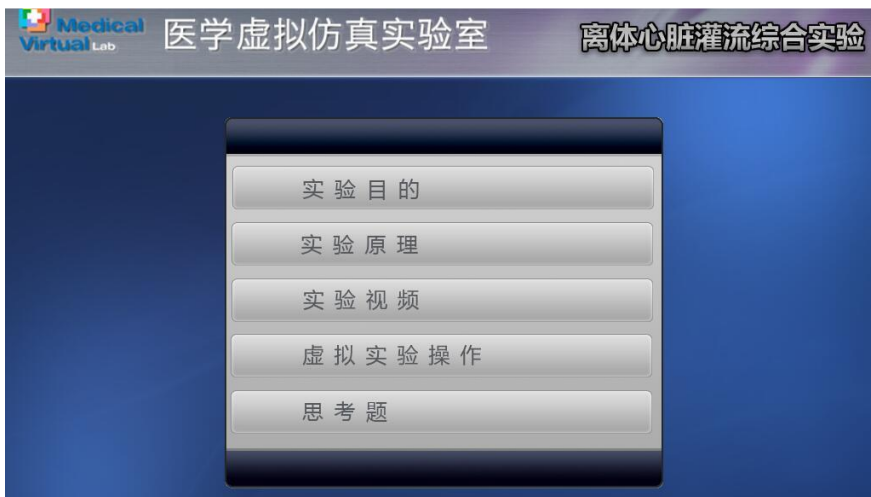 Medical
Virtual Lab
医学虚拟仿真实验室
离体心脏灌流综合实验
实验目的
实验原理
实验视频
虚拟实验操作
思考题